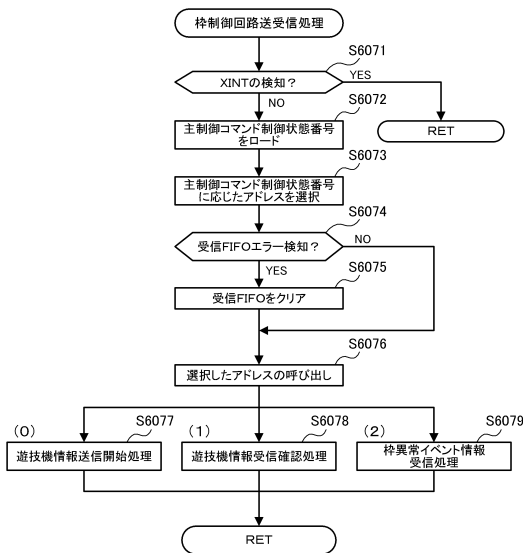 枠制御回路送受信処理
S6071
XINTの検知？
YES
NO
S6072
主制御コマンド制御状態番号
をロード
RET
S6073
主制御コマンド制御状態番号
に応じたアドレスを選択
S6074
受信FIFOエラー検知？
NO
YES
S6075
受信FIFOをクリア
S6076
選択したアドレスの呼び出し
(0)
S6077
(1)
S6078
(2)
S6079
遊技機情報送信開始処理
遊技機情報受信確認処理
枠異常イベント情報
受信処理
RET